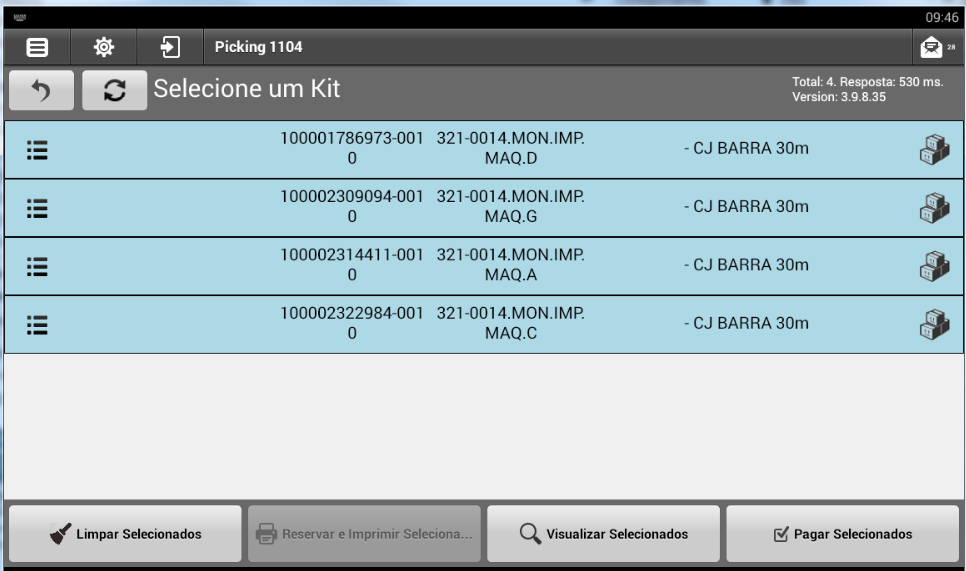 09:46
Picking 1104
28
Selecione um Kit
Total: 4. Resposta: 530 ms.
Version: 3.9.8.35
100001786973-001 321-0014.MON.IMP. - CJ BARRA 30m
0 MAQ.D
100002309094-001 321-0014.MON.IMP. - CJ BARRA 30m
0 MAQ.G
100002314411-001 321-0014.MON.IMP. - CJ BARRA 30m
0 MAQ.A
100002322984-001 321-0014.MON.IMP. - CJ BARRA 30m
0 MAQ.C
Limpar Selecionados
Reservar e Imprimir Seleciona...
Visualizar Selecionados
Pagar Selecionados